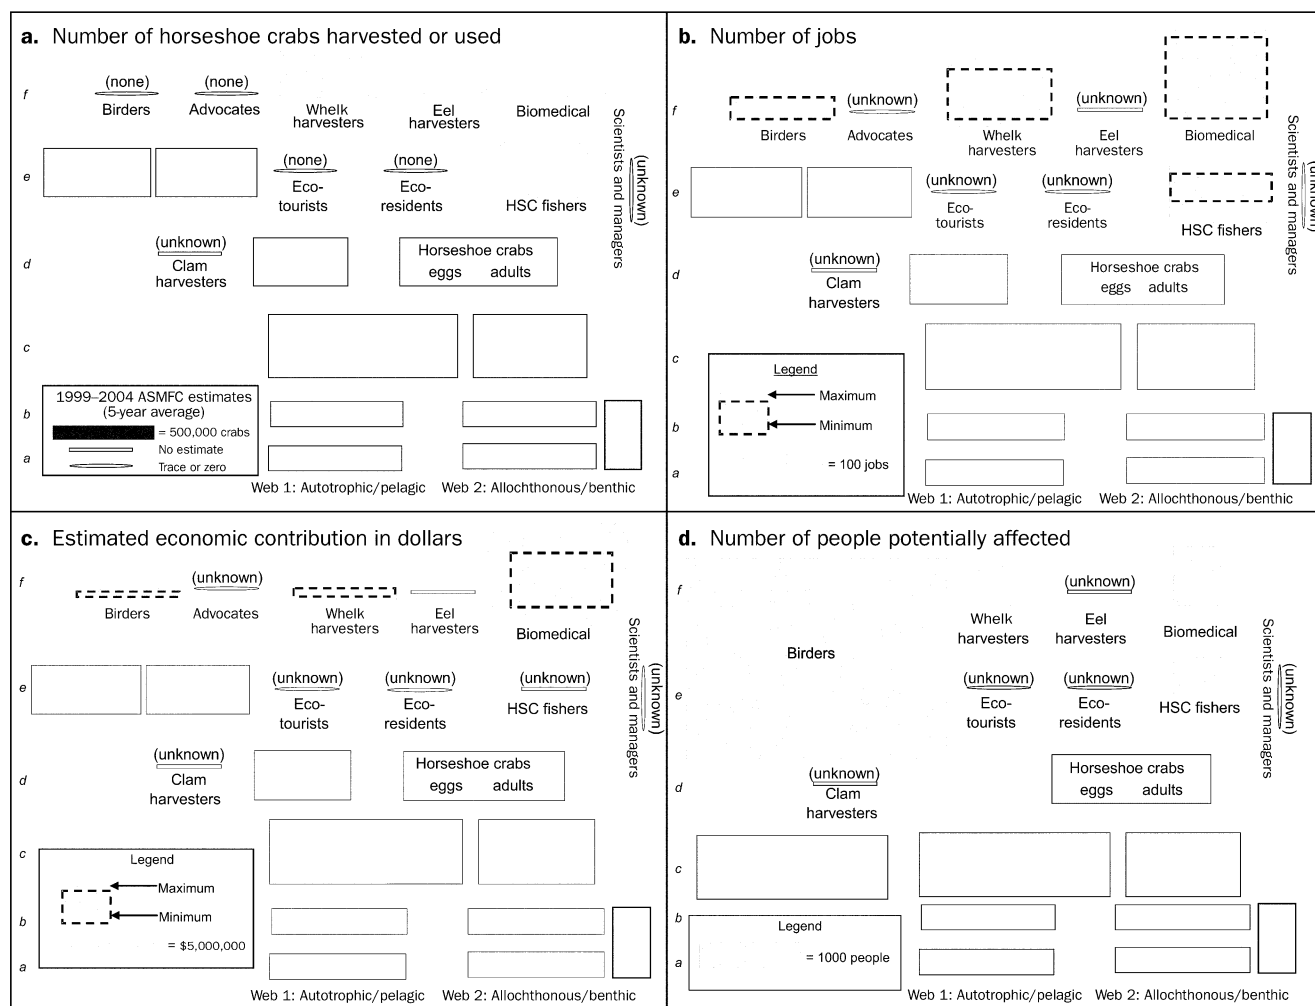 a. Number of horseshoe crabs harvested or used
f
(none)
(none)
Birders
Advocates
Whelk
harvesters
Eel
harvesters
Biomedical
Scientists and managers
(unknown)
e
(none)
(none)
Eco-
tourists
Eco-
residents
HSC fishers
d
(unknown)
Clam
harvesters
Horseshoe crabs
eggs adults
c
1999–2004 ASMFC estimates
(5-year average)
= 500,000 crabs
No estimate
Trace or zero
b
a
Web 1: Autotrophic/pelagic
Web 2: Allochthonous/benthic
b. Number of jobs
f
(unknown)
(unknown)
Birders
Advocates
Whelk
harvesters
Eel
harvesters
Biomedical
Scientists and managers
(unknown)
e
(unknown)
(unknown)
Eco-
tourists
Eco-
residents
HSC fishers
d
(unknown)
Clam
harvesters
Horseshoe crabs
eggs adults
c
Legend
Maximum
Minimum
= 100 jobs
b
a
Web 1: Autotrophic/pelagic
Web 2: Allochthonous/benthic
c. Estimated economic contribution in dollars
f
(unknown)
Birders
Advocates
Whelk
harvesters
Eel
harvesters
Biomedical
Scientists and managers
(unknown)
e
(unknown)
(unknown)
(unknown)
Eco-
tourists
Eco-
residents
HSC fishers
d
(unknown)
Clam
harvesters
Horseshoe crabs
eggs adults
c
Legend
Maximum
Minimum
= $5,000,000
b
a
Web 1: Autotrophic/pelagic
Web 2: Allochthonous/benthic
d. Number of people potentially affected
f
(unknown)
Birders
Whelk
harvesters
Eel
harvesters
Biomedical
Scientists and managers
(unknown)
e
(unknown)
(unknown)
Eco-
tourists
Eco-
residents
HSC fishers
d
(unknown)
Clam
harvesters
Horseshoe crabs
eggs adults
c
b
Legend
= 1000 people
a
Web 1: Autotrophic/pelagic
Web 2: Allochthonous/benthic